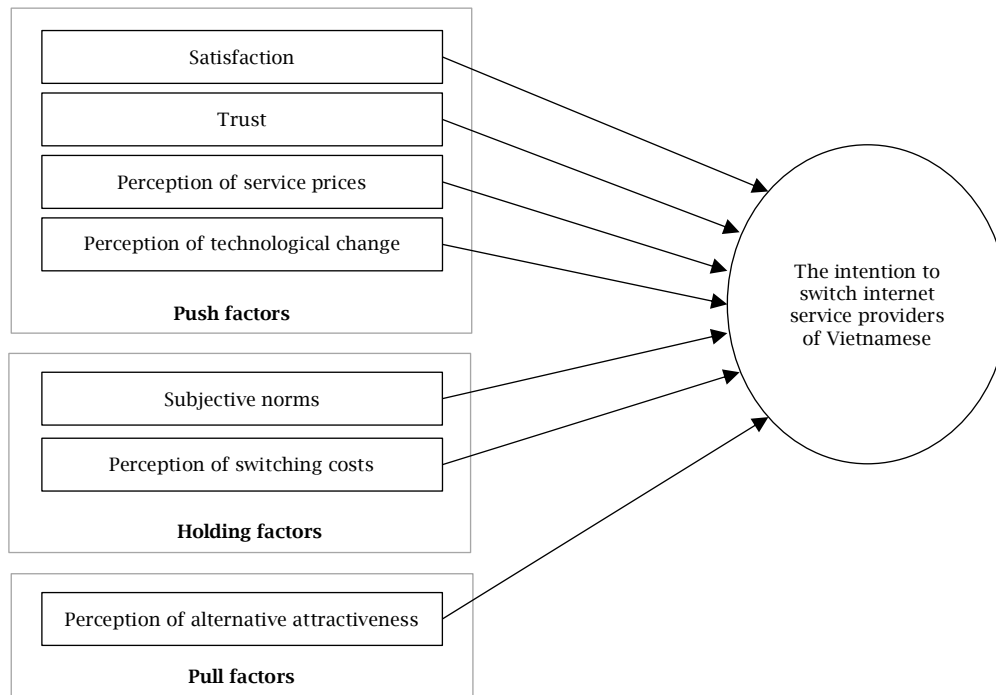 Satisfaction
Trust
Perception of service prices
Perception of technological change
Push factors
Subjective norms
Perception of switching costs
Holding factors
Perception of alternative attractiveness
Pull factors
The intention to
switch internet
service providers
of Vietnamese